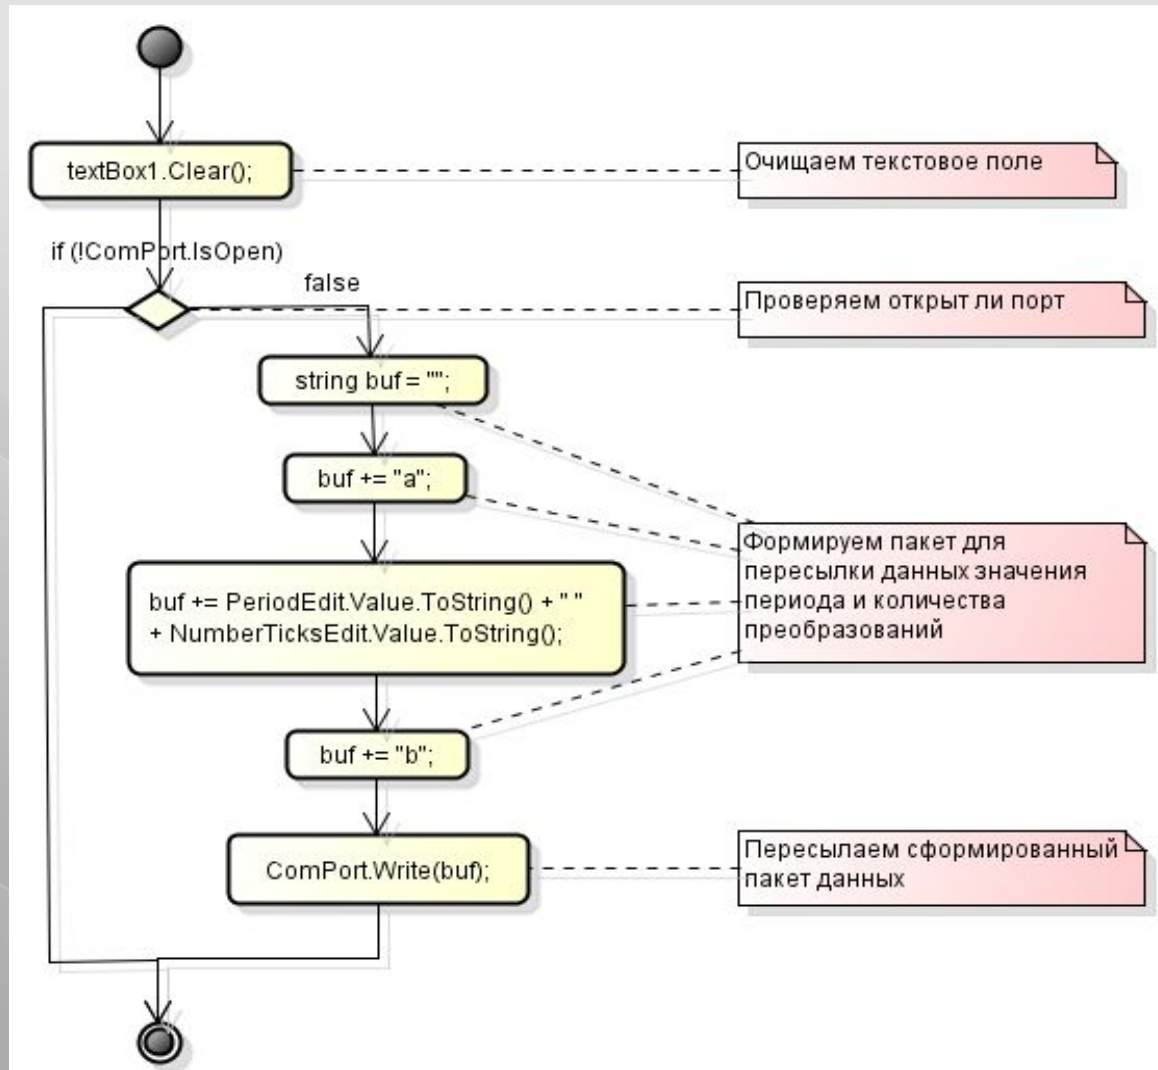 textBox1.Clear();
Очищаем текстовое поле
if (!ComPort.IsOpen)
false
Проверяем открыт ли порт
string buf = "";
buf += "a";
Формируем пакет для
пересылки данных значения
периода и количества
преобразований
buf += PeriodEdit.Value.ToString() + " "
+ NumberTicksEdit.Value.ToString();
buf += "b";
ComPort.Write(buf);
Пересылаем сформированный
пакет данных